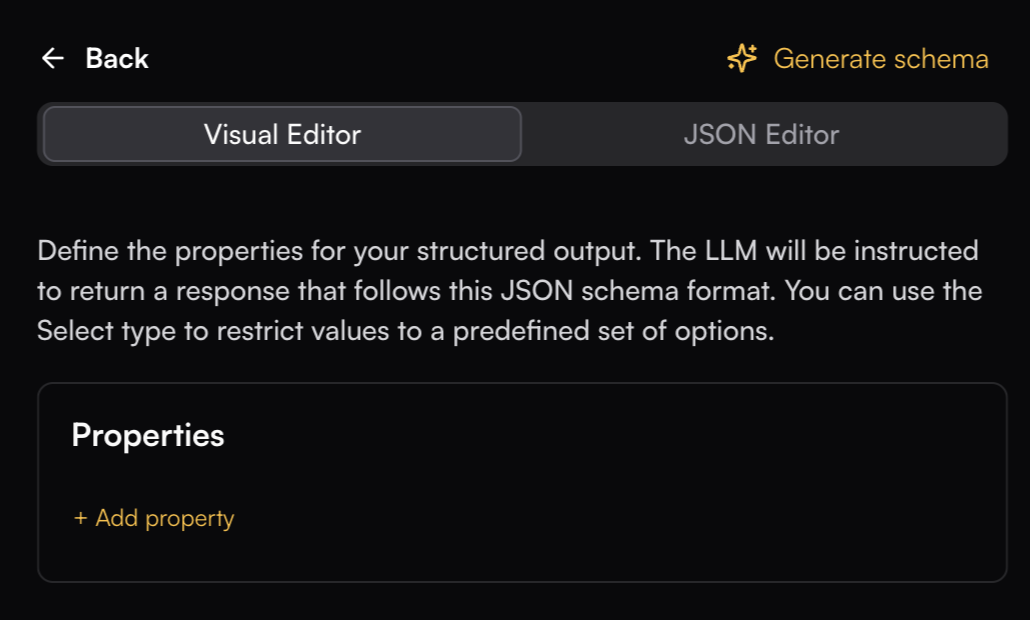 Back
Generate schema
Visual Editor
JSON Editor
Define the properties for your structured output. The LLM will be instructed
to return a response that follows this JSON schema format. You can use the
Select type to restrict values to a predefined set of options.
Properties
+ Add property